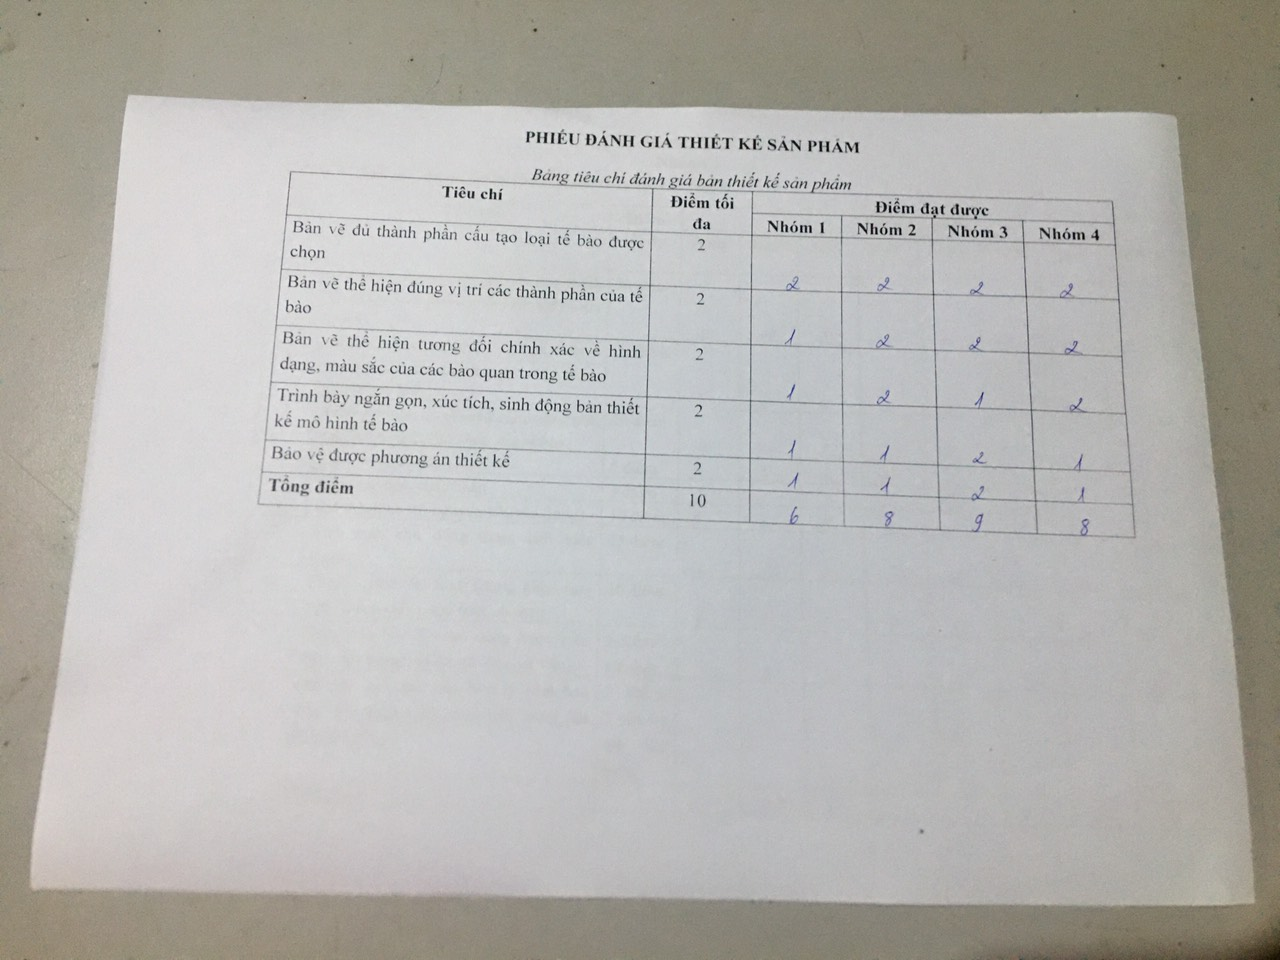 PHIẾU ĐÁNH GIÁ THIẾT KẾ SẢN PHẨM
Bảng tiêu chí đánh giá bản thiết kế sản phẩm
Tiêu chí Điểm tối đa Điểm đạt được
Nhóm 1 Nhóm 2 Nhóm 3 Nhóm 4
Bản vẽ đủ thành phần cấu tạo loại tế bào được
chọn
2 2 2 2 2
Bản vẽ thể hiện đúng vị trí các thành phần của tế
bào
2 1 2 2 2
Bản vẽ thể hiện tương đối chính xác về hình
dạng, màu sắc của các bào quan trong tế bào
2 1 2 1 2
Trình bày ngắn gọn, xúc tích, sinh động bản thiết
kế mô hình tế bào
2 1 1 2 1
Bảo vệ được phương án thiết kế 2 1 1 2 1
Tổng điểm 10 6 8 9 8